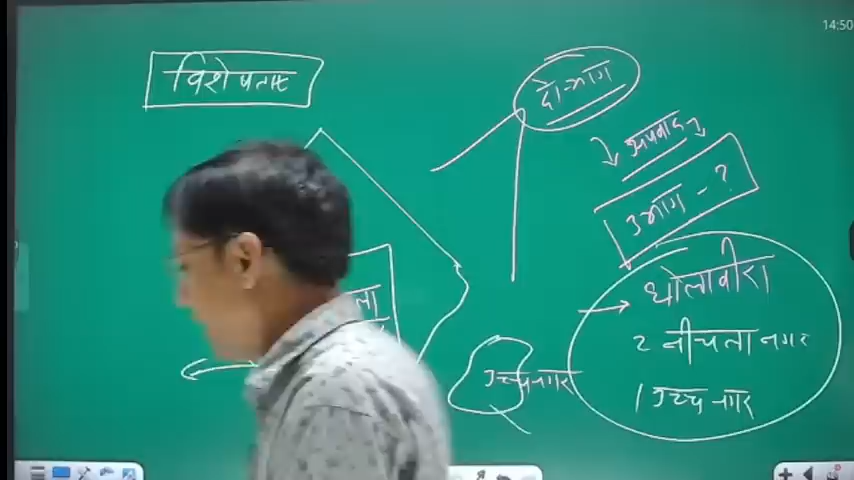 14:50
विशेषताएं
दो-भाग
अपवाद
3 भाग - ?
ला
धोलावीरा
2 नीचला नगर
1 उच्च नगर
उच्च नगर